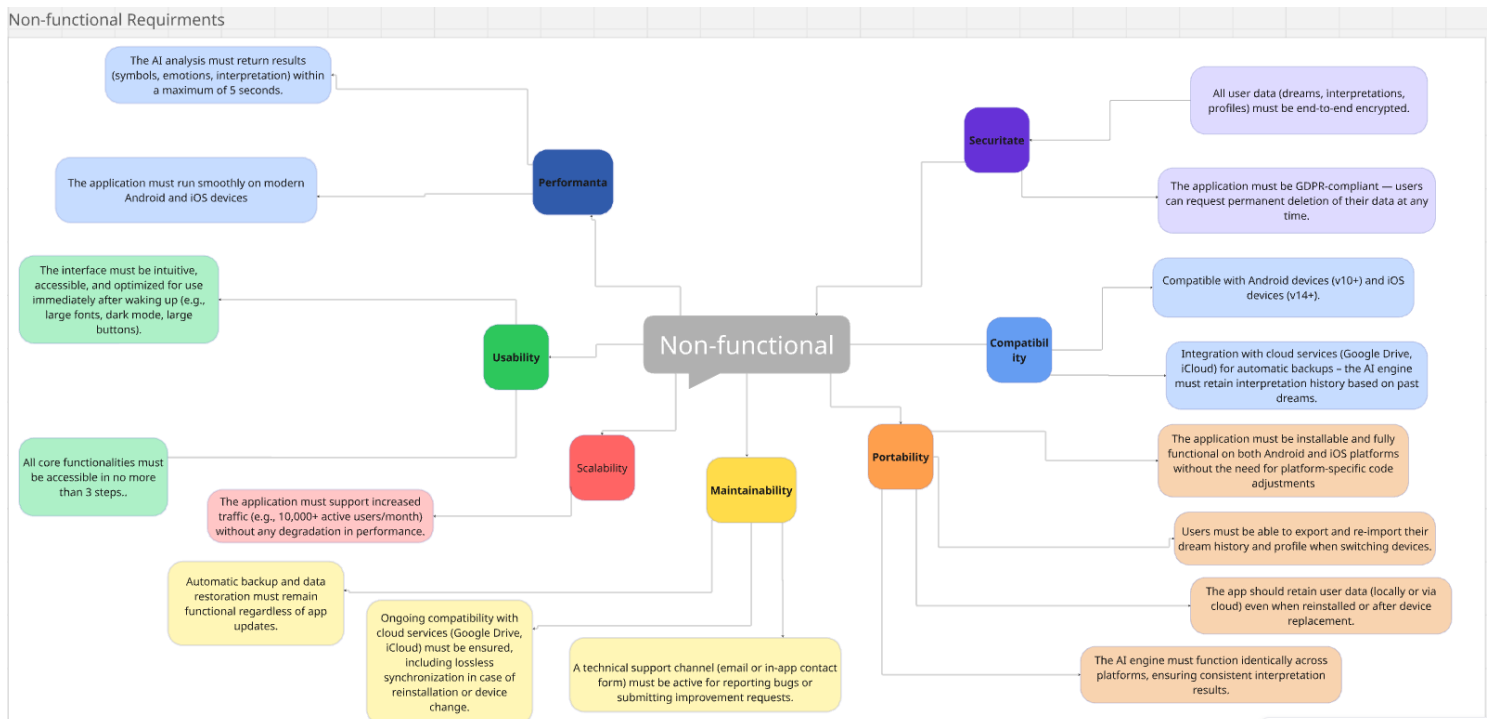 Non-functional Requirments
The AI analysis must return results
(symbols, emotions, interpretation) within
a maximum of 5 seconds.
The application must run smoothly on modern
Android and iOS devices
Performanta
The interface must be intuitive,
accessible, and optimized for use
immediately after waking up (e.g.,
large fonts, dark mode, large
buttons).
Usability
All core functionalities must
be accessible in no more
than 3 steps..
Scalability
The application must support increased
traffic (e.g., 10,000+ active users/month)
without any degradation in performance.
Non-functional
Maintainability
Automatic backup and data
restoration must remain
functional regardless of app
updates.
Ongoing compatibility with
cloud services (Google Drive,
iCloud) must be ensured,
including lossless
synchronization in case of
reinstallation or device
change.
A technical support channel (email or in-app contact
form) must be active for reporting bugs or
submitting improvement requests.
Securitate
All user data (dreams, interpretations,
profiles) must be end-to-end encrypted.
The application must be GDPR-compliant — users
can request permanent deletion of their data at any
time.
Compatibil
ity
Compatible with Android devices (v10+) and iOS
devices (v14+).
Integration with cloud services (Google Drive,
iCloud) for automatic backups – the AI engine
must retain interpretation history based on past
dreams.
Portability
The application must be installable and fully
functional on both Android and iOS platforms
without the need for platform-specific code
adjustments
Users must be able to export and re-import their
dream history and profile when switching devices.
The app should retain user data (locally or via
cloud) even when reinstalled or after device
replacement.
The AI engine must function identically across
platforms, ensuring consistent interpretation
results.